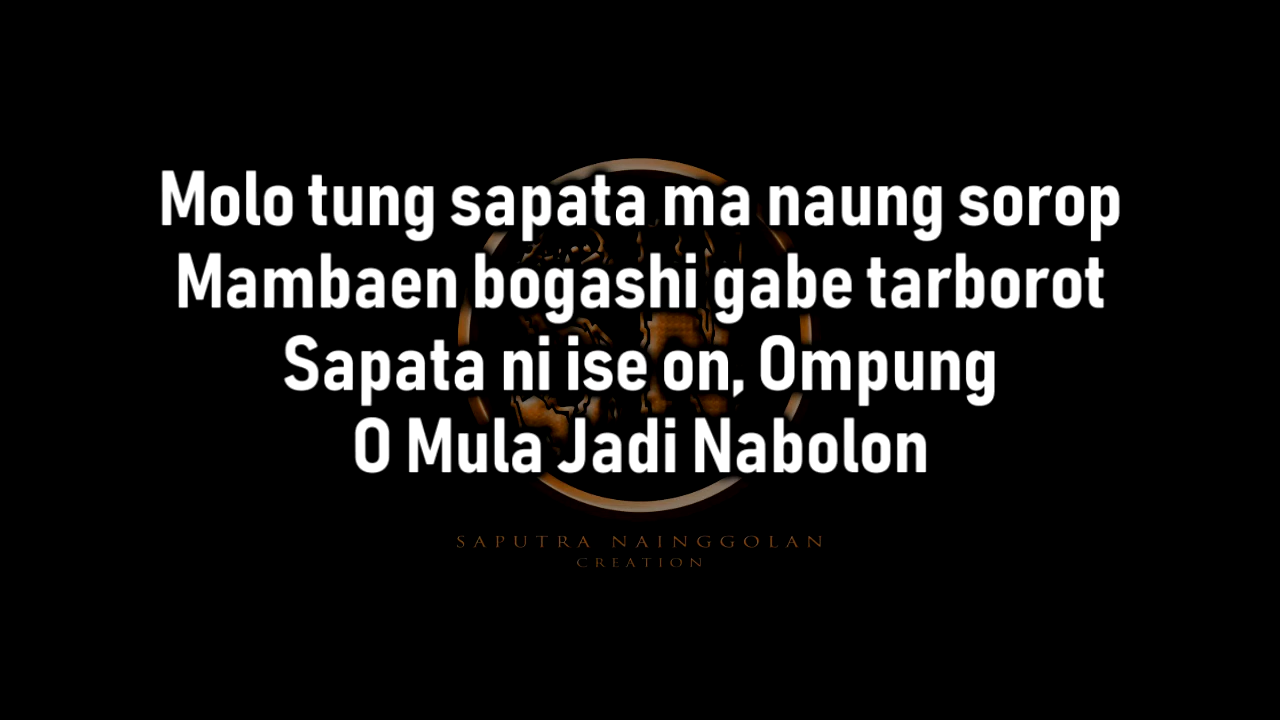 Molo tung sapata ma naung sorop
Mambaen bogashi gabe tarborot
Sapata ni ise on, Ompung
O Mula Jadi Nabolon
SAPUTRA NAINGGOLAN
CREATION